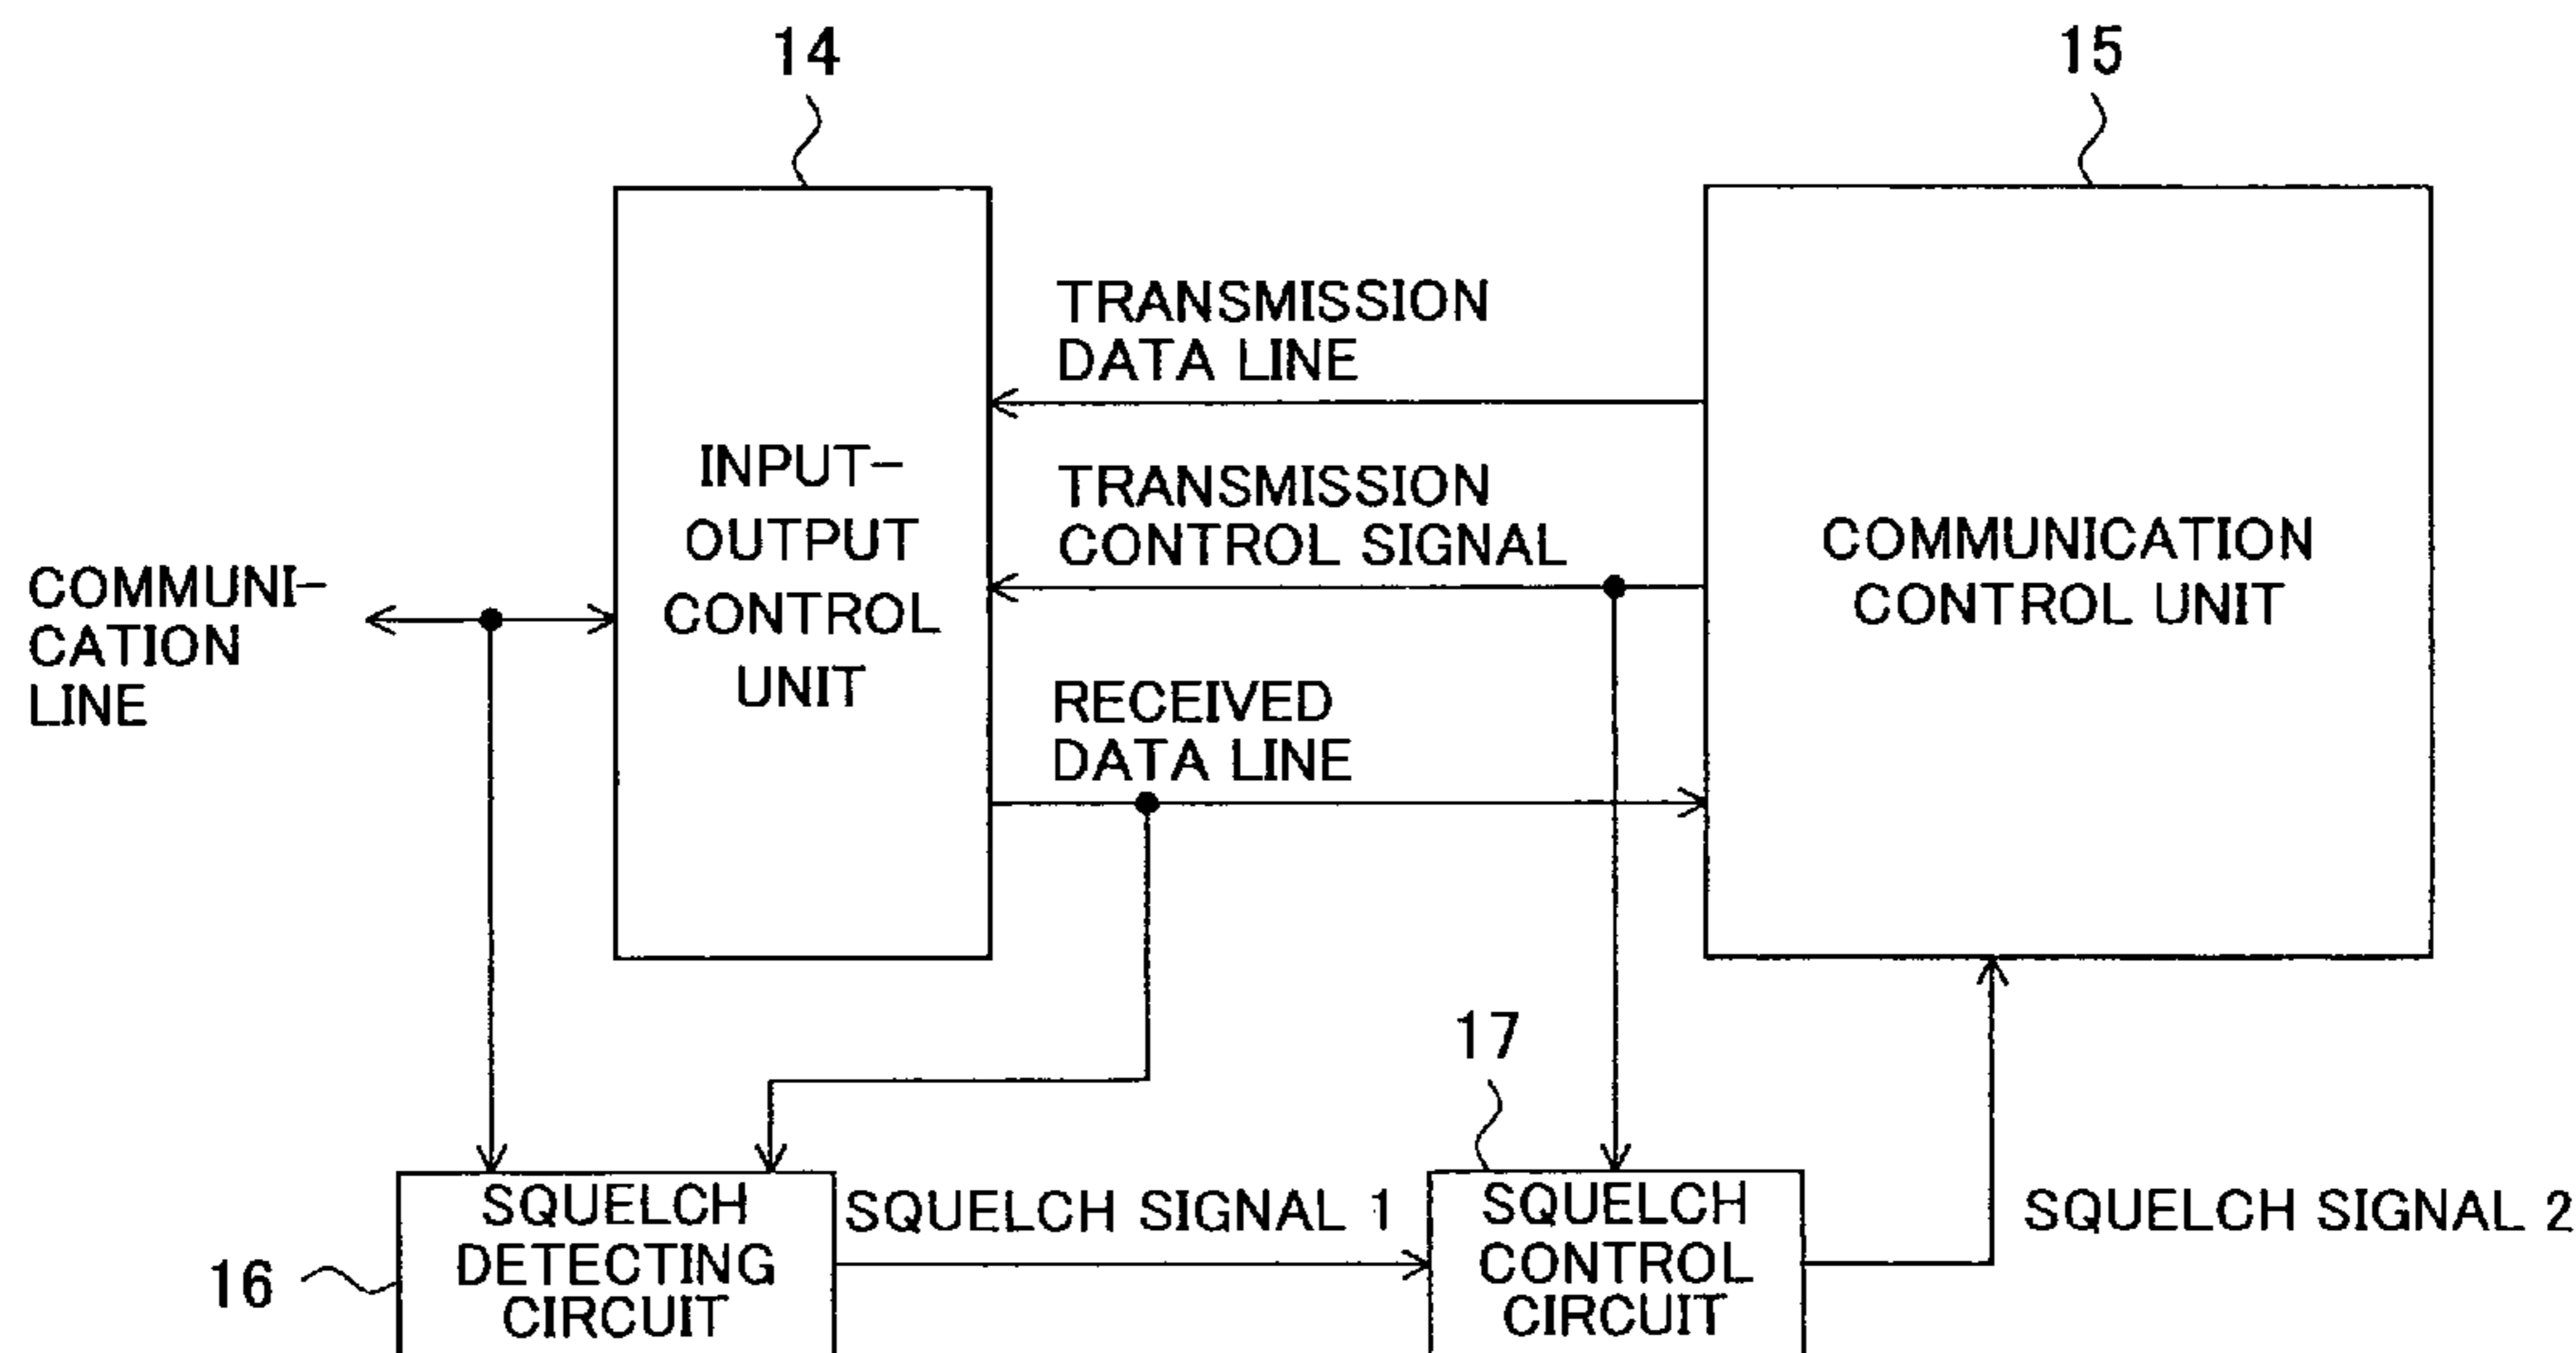 14
15
TRANSMISSION
DATA LINE
INPUT-
OUTPUT
CONTROL
UNIT
TRANSMISSION
CONTROL SIGNAL
COMMUNICATION
CONTROL UNIT
COMMUNI-
CATION
LINE
RECEIVED
DATA LINE
17
16
SQUELCH
DETECTING
CIRCUIT
SQUELCH SIGNAL 1
SQUELCH
CONTROL
CIRCUIT
SQUELCH SIGNAL 2